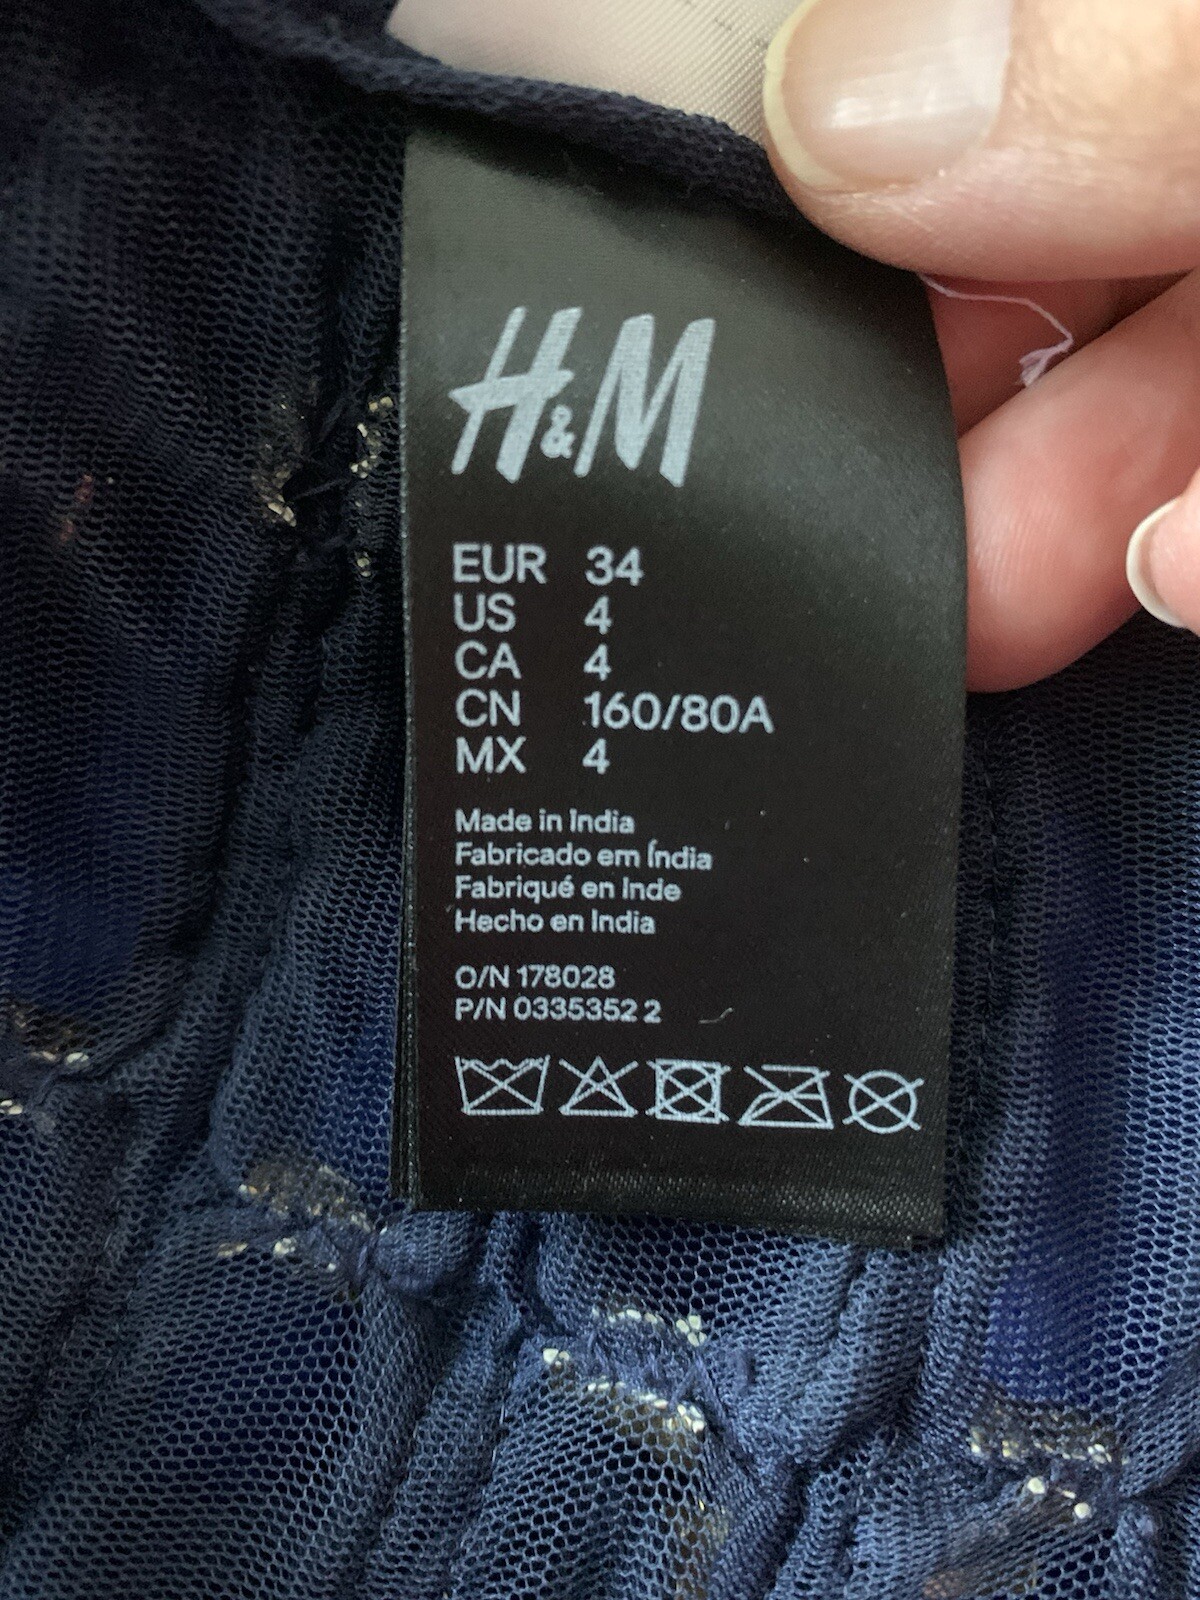 H&M
EUR 34
US 4
CA 4
CN 160/80A
MX 4
Made in India
Fabricado em Índia
Fabriqué en Inde
Hecho en India
O/N 178028
P/N 0335352 2